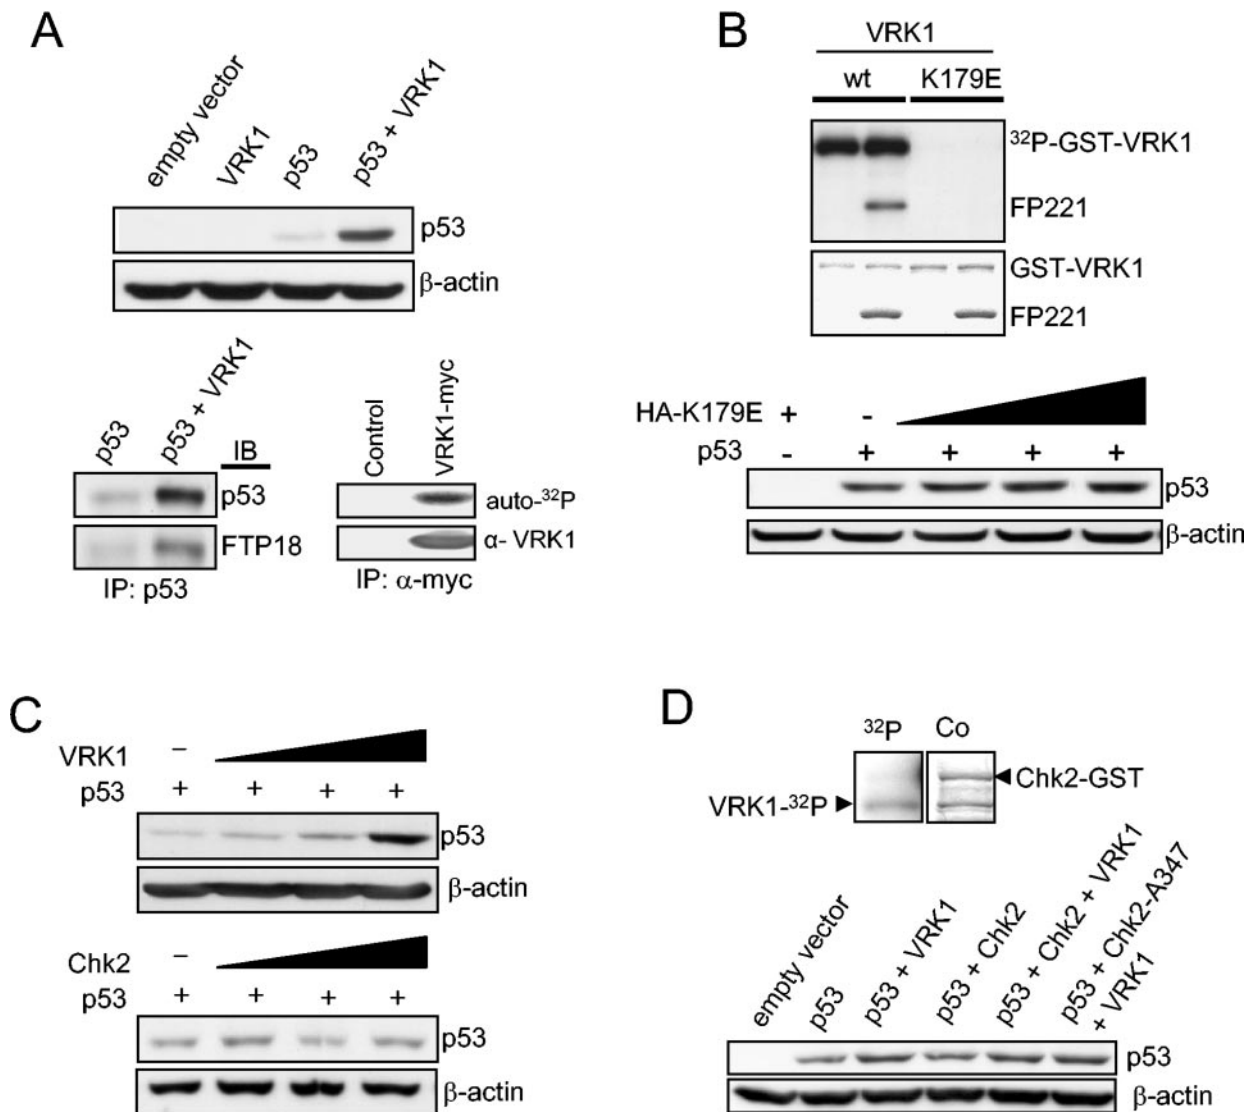 A
empty vector
VRK1
p53
p53 + VRK1
p53
β-actin
p53
p53 + VRK1
IB
p53
FTP18
IP: p53
Control
VRK1-myc
auto-³²P
α- VRK1
IP: α-myc
B
VRK1
wt K179E
³²P-GST-VRK1
FP221
GST-VRK1
FP221
HA-K179E + -
p53 - + + + +
p53
β-actin
C
VRK1 –
p53 + + + +
p53
β-actin
Chk2 –
p53 + + + +
p53
β-actin
D
³²P Co
Chk2-GST
VRK1-³²P
empty vector
p53
p53 + VRK1
p53 + Chk2
p53 + Chk2 + VRK1
p53 + Chk2-A347
+ VRK1
p53
β-actin